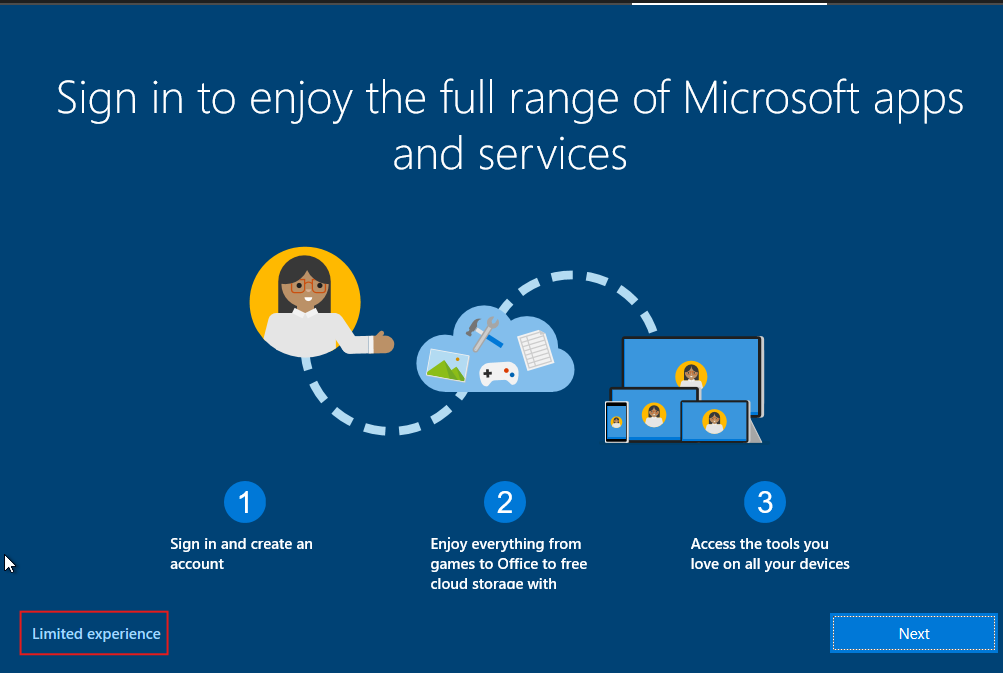 Sign in to enjoy the full range of Microsoft apps
and services
1
Sign in and create an
account
2
Enjoy everything from
games to Office to free
cloud storage with
3
Access the tools you
love on all your devices
Limited experience
Next